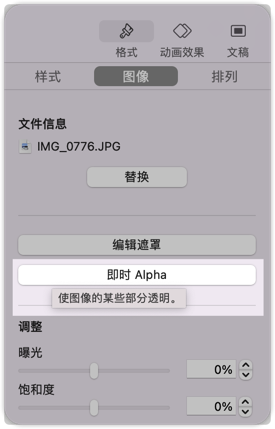 格式 动画效果 文稿
样式 图像 排列
文件信息
IMG_0776.JPG
替换
编辑遮罩
即时 Alpha
使图像的某些部分透明。
调整
曝光 0%
饱和度 0%